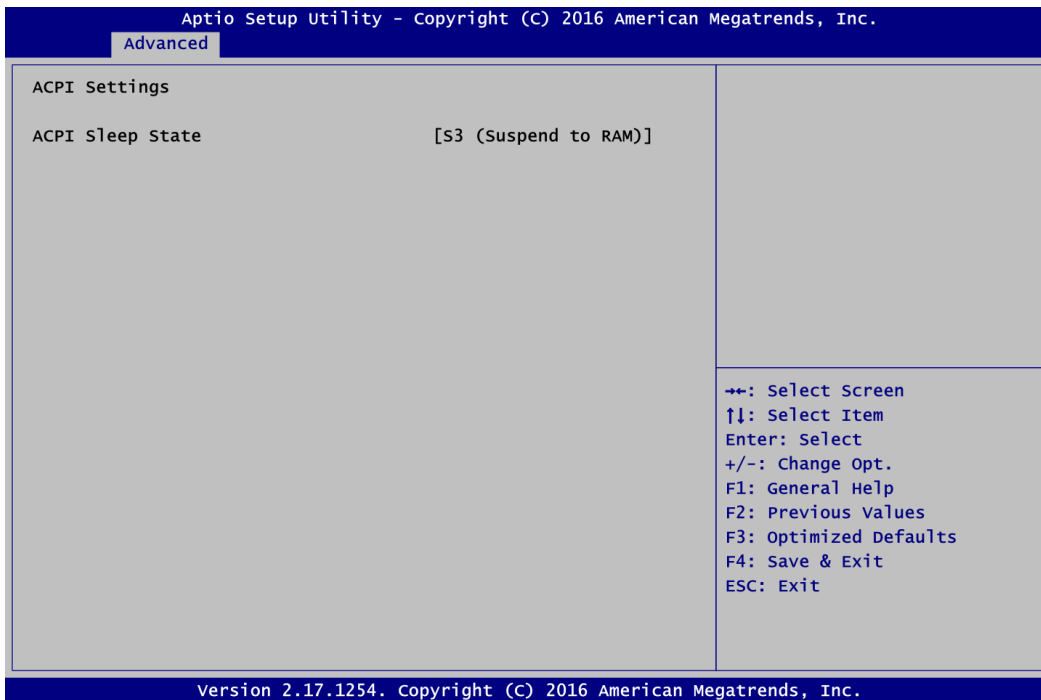 Aptio Setup Utility - Copyright (C) 2016 American Megatrends, Inc.
Advanced
ACPI Settings
ACPI Sleep State [S3 (Suspend to RAM)]
→←: Select Screen
↑↓: Select Item
Enter: Select
+/-: Change Opt.
F1: General Help
F2: Previous Values
F3: Optimized Defaults
F4: Save & Exit
ESC: Exit
Version 2.17.1254. Copyright (C) 2016 American Megatrends, Inc.